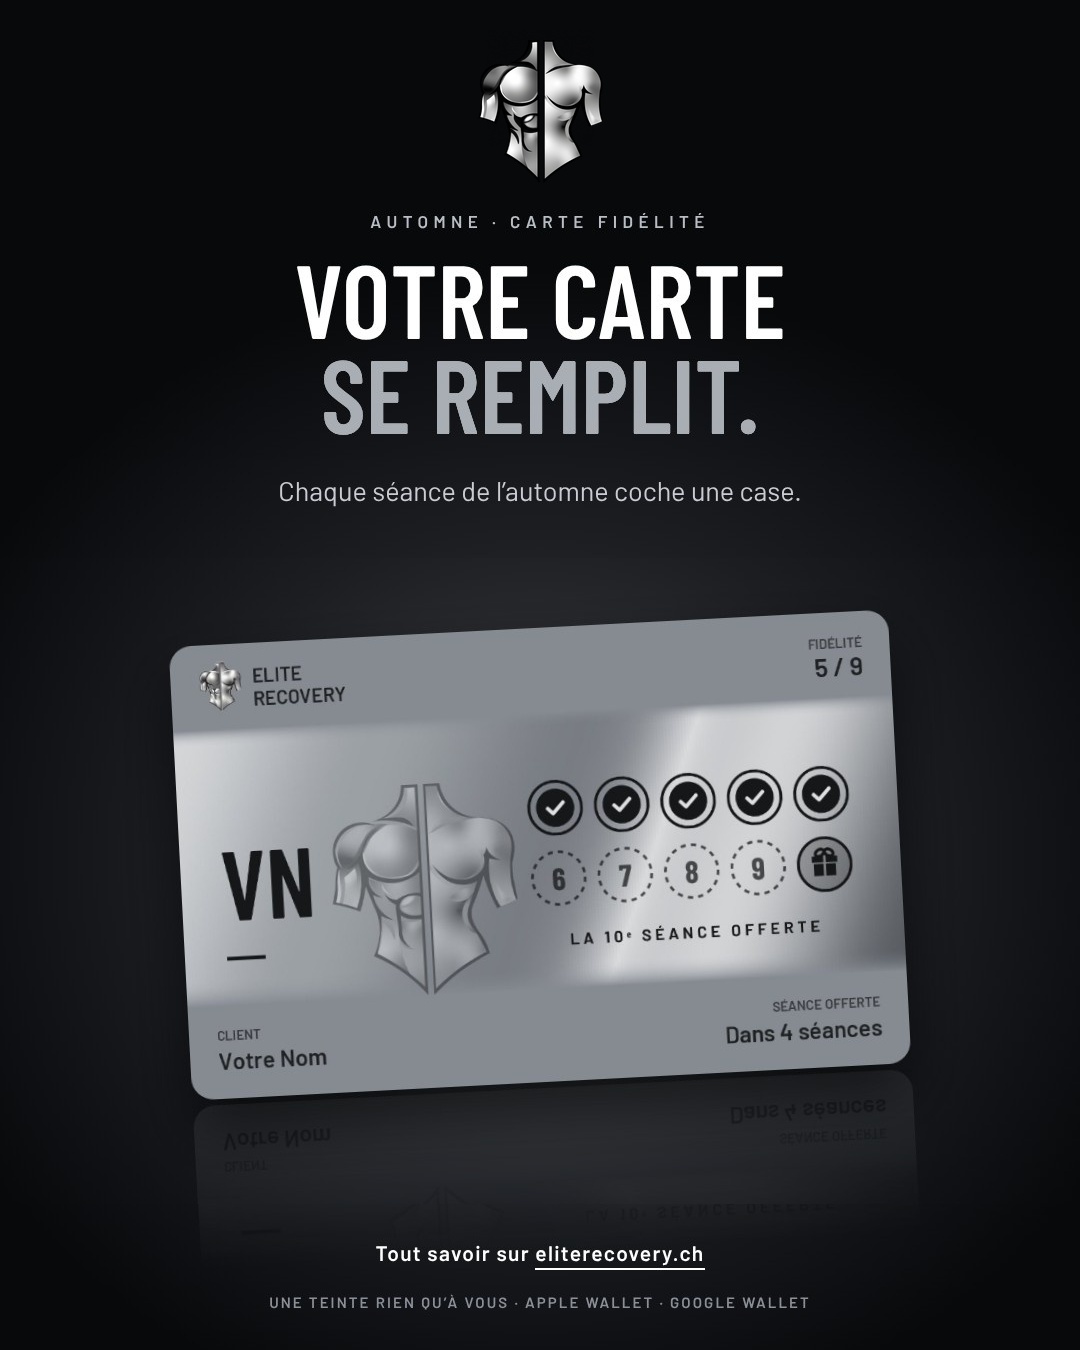 AUTOMNE · CARTE FIDÉLITÉ
VOTRE CARTE
SE REMPLIT.
Chaque séance de l’automne coche une case.
ELITE
RECOVERY
FIDÉLITÉ
5 / 9
VN
6 7 8 9
LA 10e SÉANCE OFFERTE
CLIENT
Votre Nom
SÉANCE OFFERTE
Dans 4 séances
Tout savoir sur eliterecovery.ch
UNE TEINTE RIEN QU’À VOUS · APPLE WALLET · GOOGLE WALLET